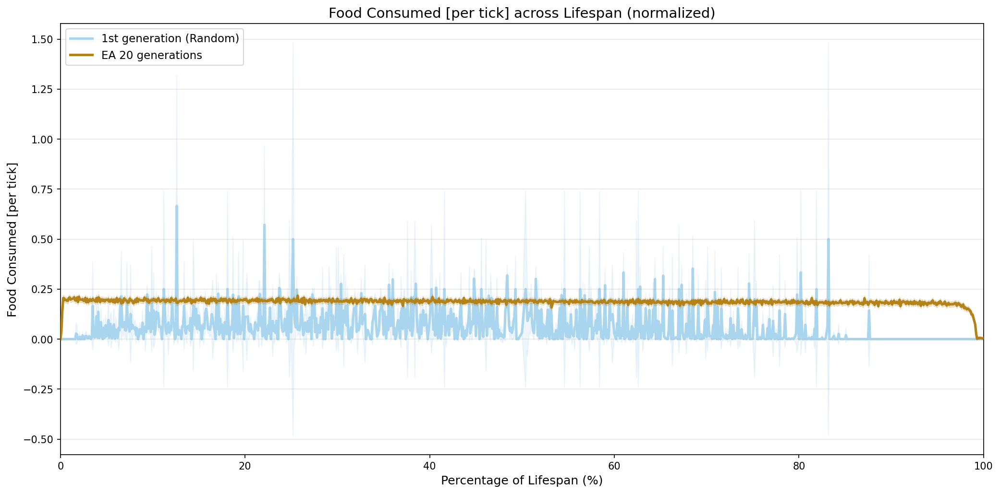 Food Consumed [per tick] across Lifespan (normalized)
1st generation (Random)
EA 20 generations
Food Consumed [per tick]
1.50
1.25
1.00
0.75
0.50
0.25
0.00
−0.25
−0.50
0 20 40 60 80 100
Percentage of Lifespan (%)